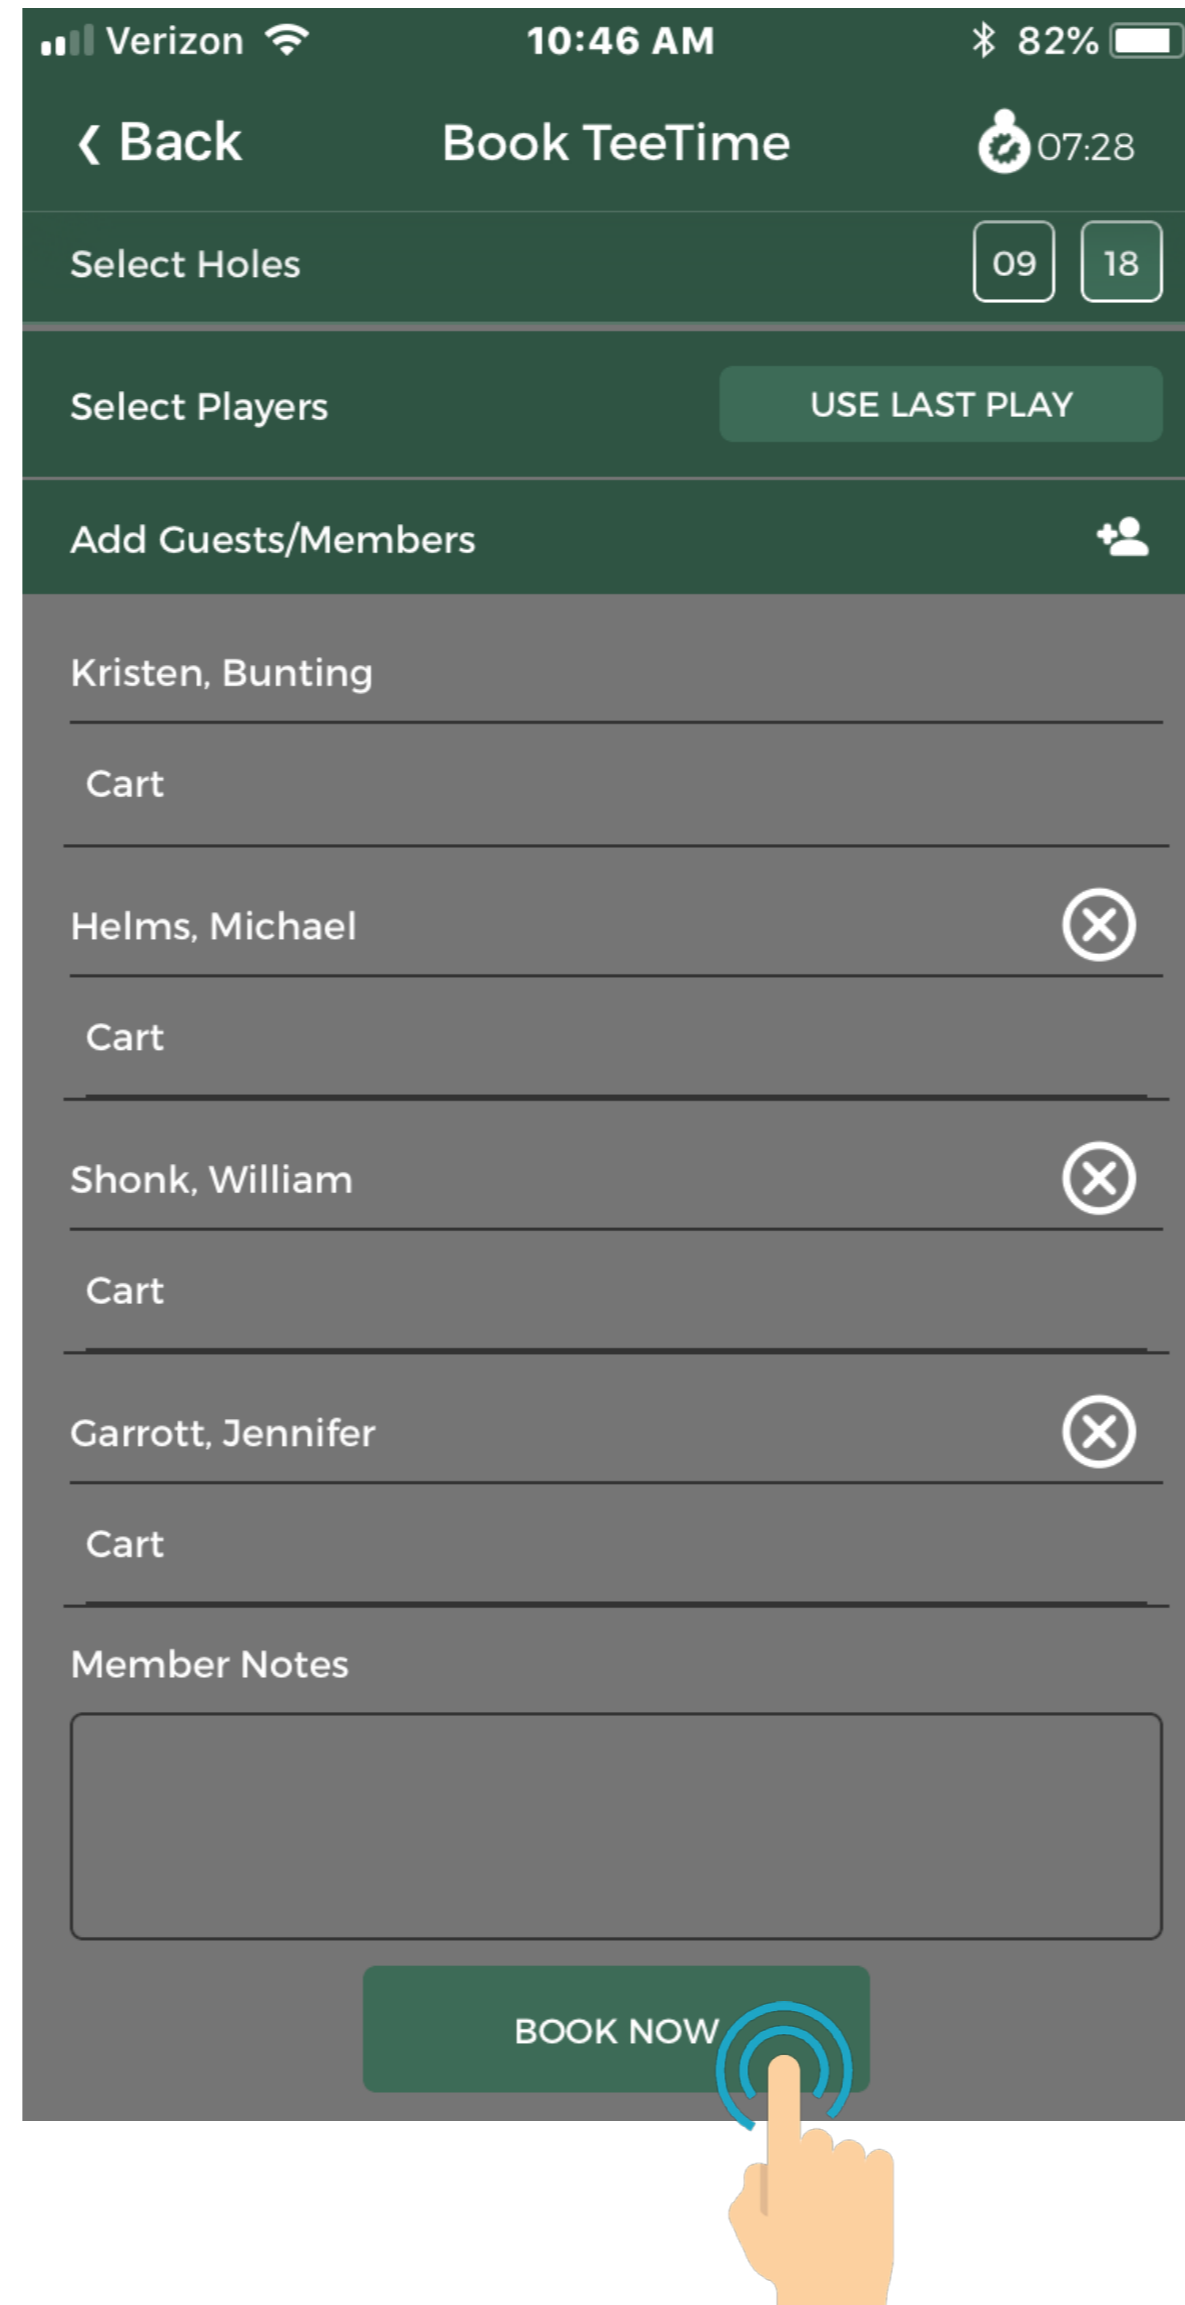 Verizon 10:46 AM 82%
Back Book TeeTime 07:28
Select Holes 09 18
Select Players USE LAST PLAY
Add Guests/Members
Kristen, Bunting
Cart
Helms, Michael
Cart
Shonk, William
Cart
Garrott, Jennifer
Cart
Member Notes
BOOK NOW